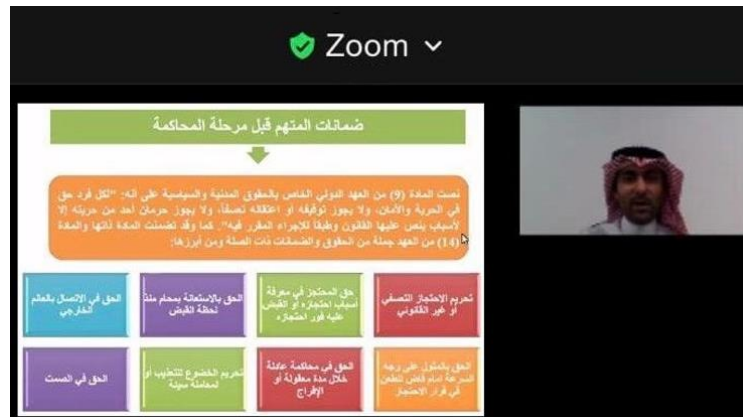 Zoom
ضمانات المتهم قبل مرحلة المحاكمة
نصت المادة (9) من العهد الدولي الخاص بالحقوق المدنية والسياسية على أنه: "لكل فرد حق
في الحرية والأمان، ولا يجوز توقيفه أو اعتقاله تعسفاً، ولا يجوز حرمان أحد من حريته إلا
لأسباب ينص عليها القانون وطبقاً للإجراء المقرر فيه". كما وقد تضمنت المادة ذاتها والمادة
(14) من العهد جملة من الحقوق والضمانات ذات الصلة ومن أبرزها:
تحريم الاحتجاز التعسفي
أو غير القانوني
حق المحتجز في معرفة
أسباب احتجازه أو القبض
عليه فور احتجازه
الحق بالاستعانة بمحام منذ
لحظة القبض
الحق في الاتصال بالعالم
الخارجي
الحق بالمثول على وجه
السرعة أمام قاض للطعن
في قرار الاحتجاز
الحق في محاكمة عادلة
خلال مدة معقولة أو
الإفراج
تحريم الخضوع للتعذيب أو
لمعاملة سيئة
الحق في الصمت